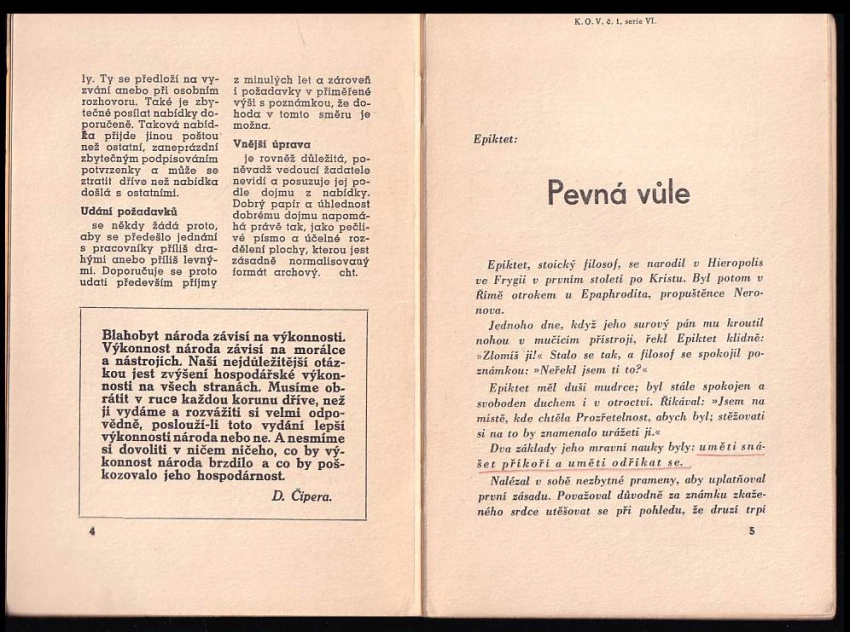 ly. Ty se předloží na vy-
zvání anebo při osobním
rozhovoru. Také je zby-
tečné posílat nabídky do-
poručeně. Taková nabíd-
ka přijde jinou poštou
než ostatní, zaneprázdní
zbytečným podpisováním
potvrzenky a může se
ztratit dříve než nabídka
došlá s ostatními.
Udání požadavků
se někdy žádá proto,
aby se předešlo jednání
s pracovníky příliš dra-
hými anebo příliš levný-
mi. Doporučuje se proto
udati především příjmy
z minulých let a zároveň
i požadavky v přiměřené
výši s poznámkou, že do-
hoda v tomto směru je
možna.
Vnější úprava
je rovněž důležitá, po-
něvadž vedoucí žadatele
nevidí a posuzuje jej po-
dle dojmu z nabídky.
Dobrý papír a úhlednost
dobrému dojmu napomá-
há právě tak, jako pečli-
vé písmo a účelné roz-
dělení plochy, kterou jest
zásadně normalisovaný
formát archový. cht.
Blahobyt národa závisí na výkonnosti.
Výkonnost národa závisí na morálce
a nástrojích. Naší nejdůležitější otáz-
kou jest zvýšení hospodářské výkon-
nosti na všech stranách. Musíme ob-
rátit v ruce každou korunu dříve, než
ji vydáme a rozvážiti si velmi odpo-
vědně, poslouží-li toto vydání lepší
výkonnosti národa nebo ne. A nesmíme
si dovoliti v ničem ničeho, co by vý-
konnost národa brzdilo a co by poš-
kozovalo jeho hospodárnost.
D. Čipera.
4
K. O. V. č. 1, serie VI.
Epiktet:
Pevná vůle
Epiktet, stoický filosof, se narodil v Hieropolis
ve Frygii v prvním století po Kristu. Byl potom v
Římě otrokem u Epaphrodita, propuštěnce Nero-
nova.
Jednoho dne, když jeho surový pán mu kroutil
nohou v mučícím přístroji, řekl Epiktet klidně:
»Zlomíš ji!« Stalo se tak, a filosof se spokojil po-
známkou: »Neřekl jsem ti to?«
Epiktet měl duši mudrce; byl stále spokojen a
svoboden duchem i v otroctví. Říkával: »Jsem na
místě, kde chtěla Prozřetelnost, abych byl; stěžovati
si na to by znamenalo urážeti ji.«
Dva základy jeho mravní nauky byly: uměti sná-
šet příkoří a uměti odříkat se.
Nalézal v sobě nezbytné prameny, aby uplatňoval
první zásadu. Považoval důvodně za známku zkaže-
ného srdce utěšovat se při pohledu, že druzí trpí
5